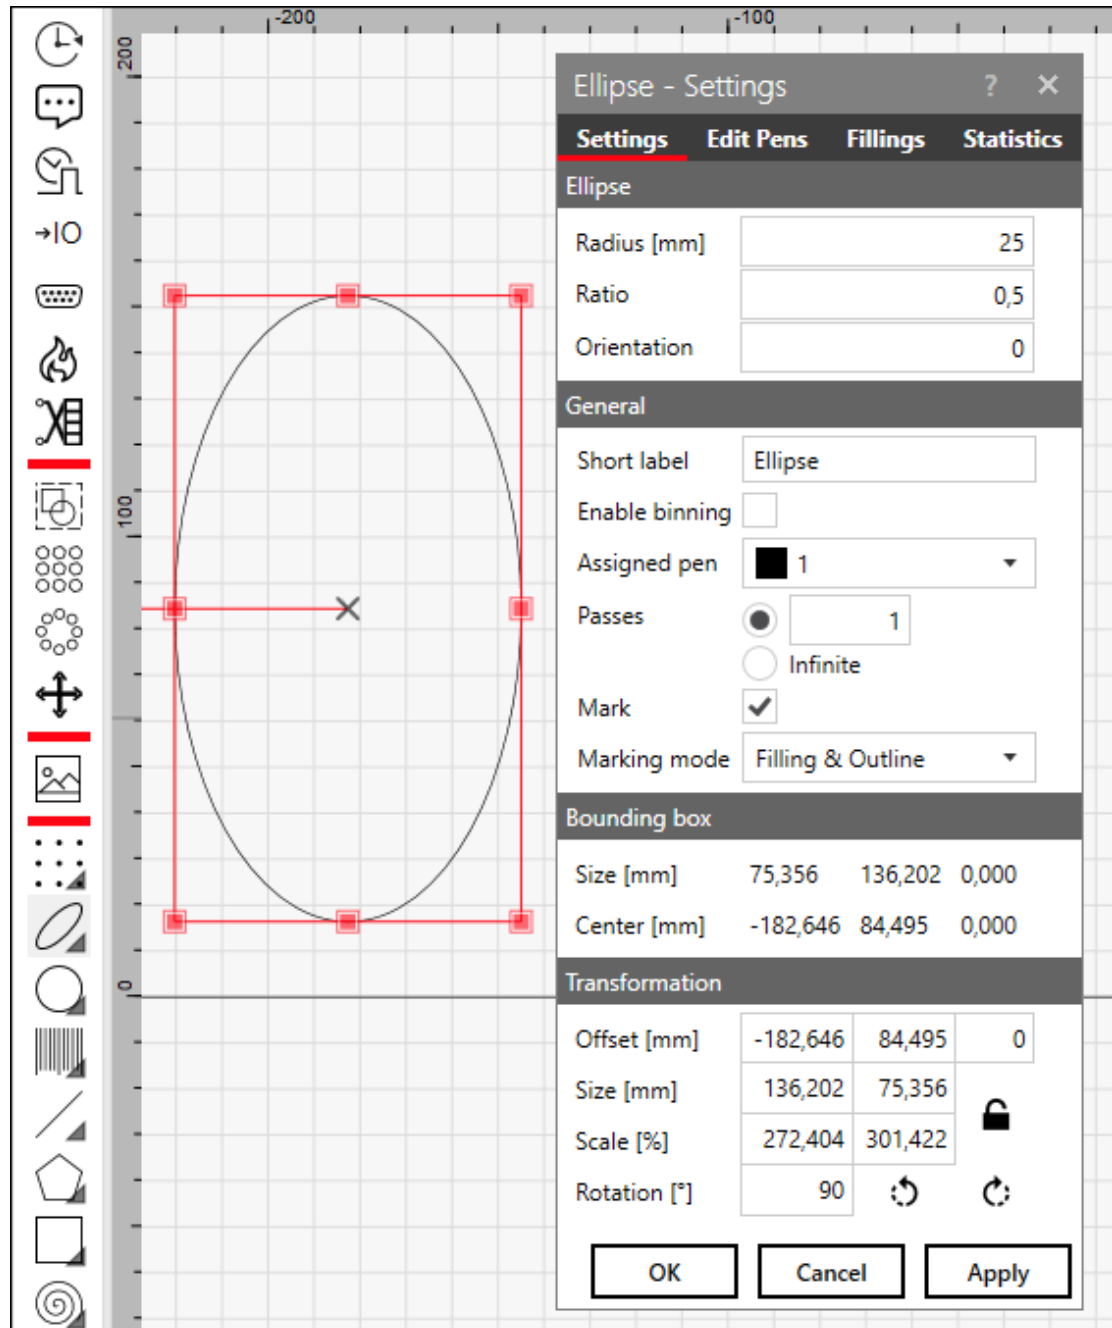 -200
-100
200
100
0
→IO
Ellipse - Settings ? ×
Settings Edit Pens Fillings Statistics
Ellipse
Radius [mm] 25
Ratio 0,5
Orientation 0
General
Short label Ellipse
Enable binning
Assigned pen 1
Passes 1
Infinite
Mark
Marking mode Filling & Outline
Bounding box
Size [mm] 75,356 136,202 0,000
Center [mm] -182,646 84,495 0,000
Transformation
Offset [mm] -182,646 84,495 0
Size [mm] 136,202 75,356
Scale [%] 272,404 301,422
Rotation [°] 90
OK Cancel Apply